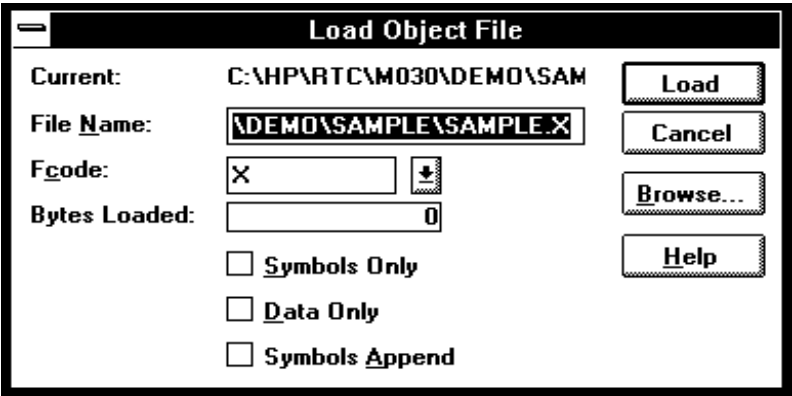 Load Object File
Current: C:\HP\RTC\M030\DEMO\SAM
Load
File Name: \DEMO\SAMPLE\SAMPLE.X
Cancel
Fcode: X
Browse...
Bytes Loaded: 0
Help
Symbols Only
Data Only
Symbols Append